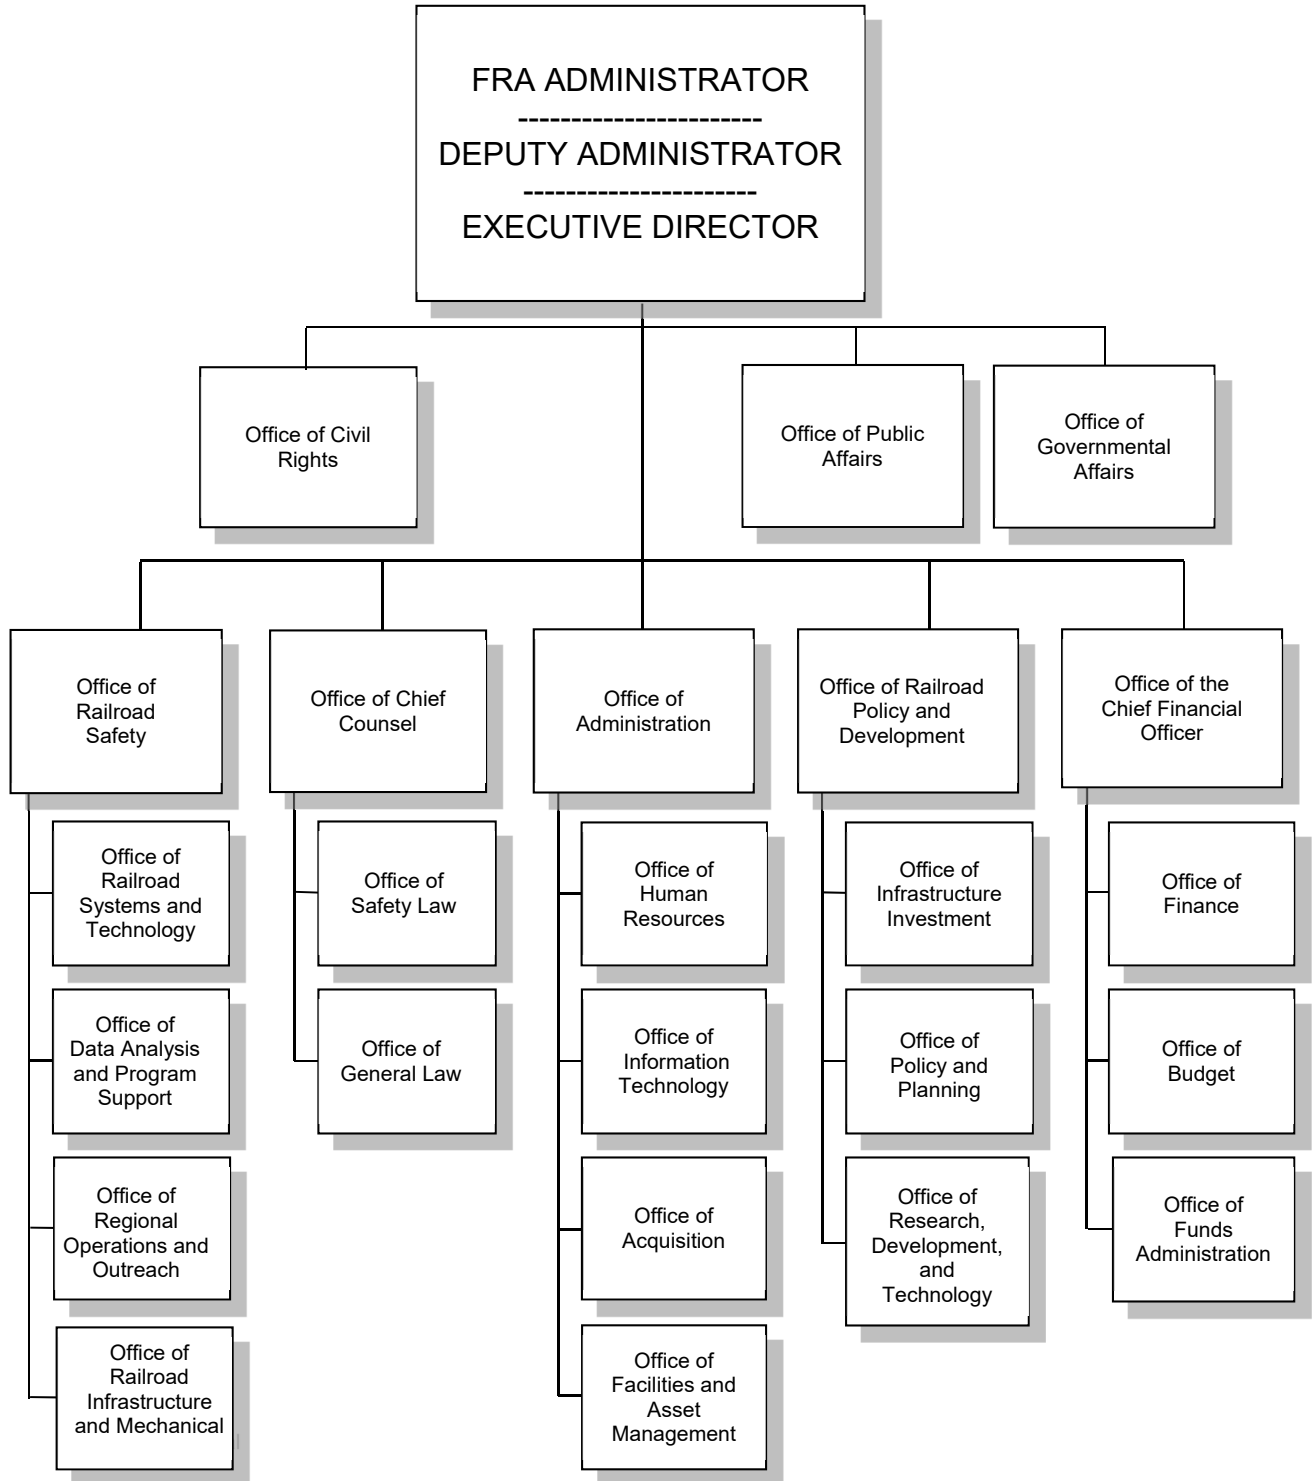 FRA ADMINISTRATOR
-----------------------
DEPUTY ADMINISTRATOR
----------------------
EXECUTIVE DIRECTOR
Office of Civil
Rights
Office of Public
Affairs
Office of
Governmental
Affairs
Office of
Railroad
Safety
Office of Chief
Counsel
Office of
Administration
Office of Railroad
Policy and
Development
Office of the
Chief Financial
Officer
Office of
Railroad
Systems and
Technology
Office of
Data Analysis
and Program
Support
Office of
Regional
Operations and
Outreach
Office of
Railroad
Infrastructure
and Mechanical
Office of
Safety Law
Office of
General Law
Office of
Human
Resources
Office of
Information
Technology
Office of
Acquisition
Office of
Facilities and
Asset
Management
Office of
Infrastructure
Investment
Office of
Policy and
Planning
Office of
Research,
Development,
and
Technology
Office of
Finance
Office of
Budget
Office of
Funds
Administration